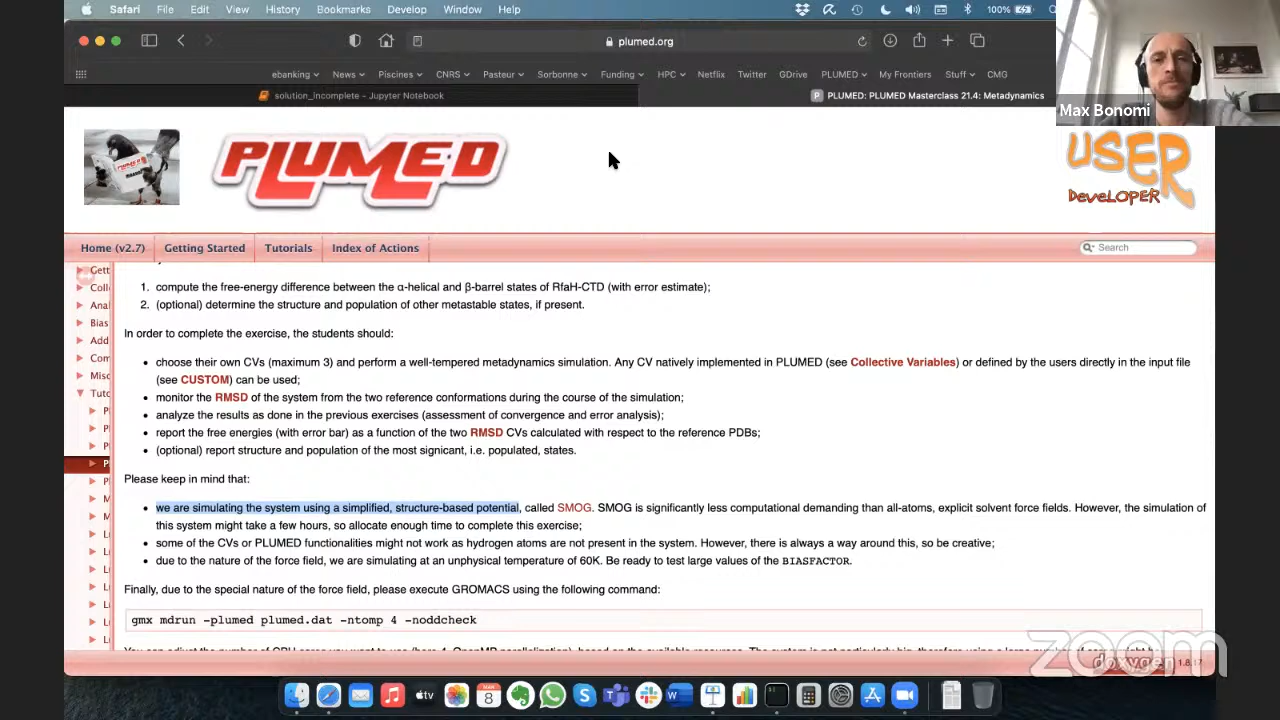 Safari File Edit View History Bookmarks Develop Window Help 100%
plumed.org
ebanking News Piscines CNRS Pasteur Sorbonne Funding HPC Netflix Twitter GDrive PLUMED My Frontiers Stuff CMG
solution_incomplete – Jupyter Notebook
PLUMED: PLUMED Masterclass 21.4: Metadynamics
Max Bonomi
PLUMED
USER
DeveLOPER
Home (v2.7) Getting Started Tutorials Index of Actions Search
Gett
Coll
Anal
Bias
Add
Com
Misc
Tuto
1. compute the free-energy difference between the α-helical and β-barrel states of RfaH-CTD (with error estimate);
2. (optional) determine the structure and population of other metastable states, if present.
In order to complete the exercise, the students should:
• choose their own CVs (maximum 3) and perform a well-tempered metadynamics simulation. Any CV natively implemented in PLUMED (see Collective Variables) or defined by the users directly in the input file
(see CUSTOM) can be used;
• monitor the RMSD of the system from the two reference conformations during the course of the simulation;
• analyze the results as done in the previous exercises (assessment of convergence and error analysis);
• report the free energies (with error bar) as a function of the two RMSD CVs calculated with respect to the reference PDBs;
• (optional) report structure and population of the most signicant, i.e. populated, states.
Please keep in mind that:
• we are simulating the system using a simplified, structure-based potential, called SMOG. SMOG is significantly less computational demanding than all-atoms, explicit solvent force fields. However, the simulation of
this system might take a few hours, so allocate enough time to complete this exercise;
• some of the CVs or PLUMED functionalities might not work as hydrogen atoms are not present in the system. However, there is always a way around this, so be creative;
• due to the nature of the force field, we are simulating at an unphysical temperature of 60K. Be ready to test large values of the BIASFACTOR.
Finally, due to the special nature of the force field, please execute GROMACS using the following command:
gmx mdrun -plumed plumed.dat -ntomp 4 -noddcheck
zoom
doxygen 1.8.17
tv
MAR
8